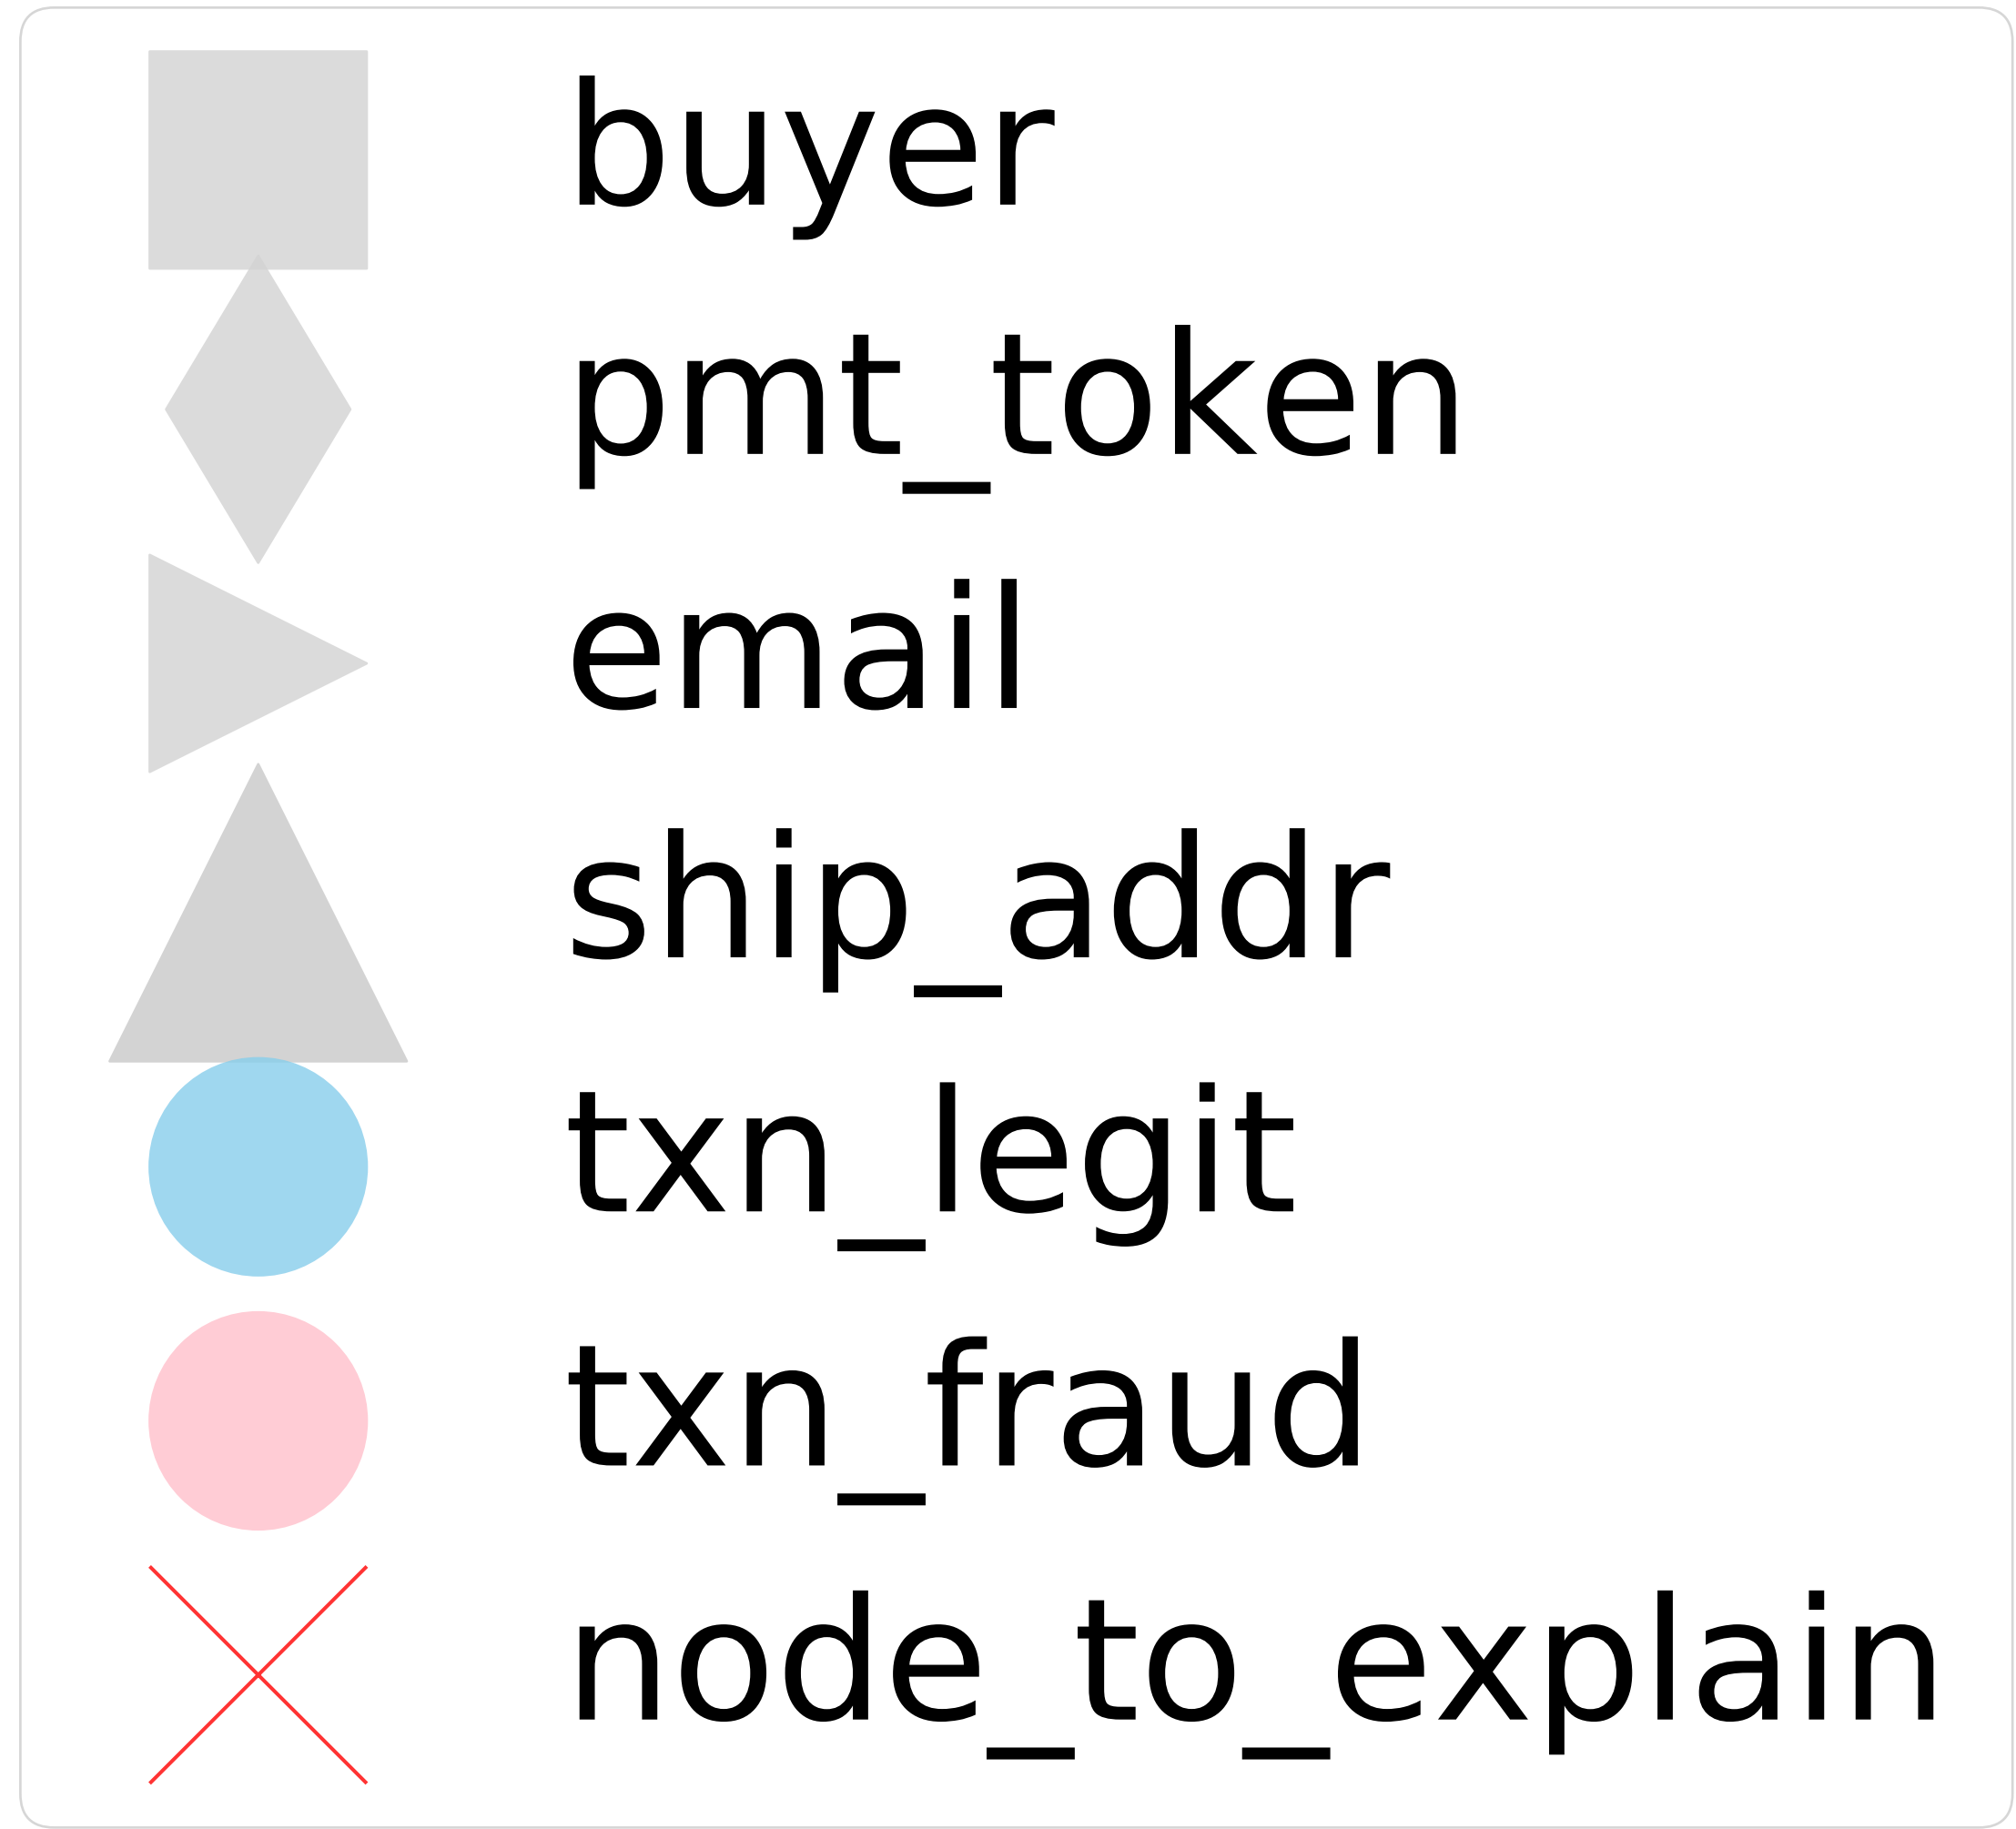 buyer
pmt_token
email
ship_addr
txn_legit
txn_fraud
node_to_explain